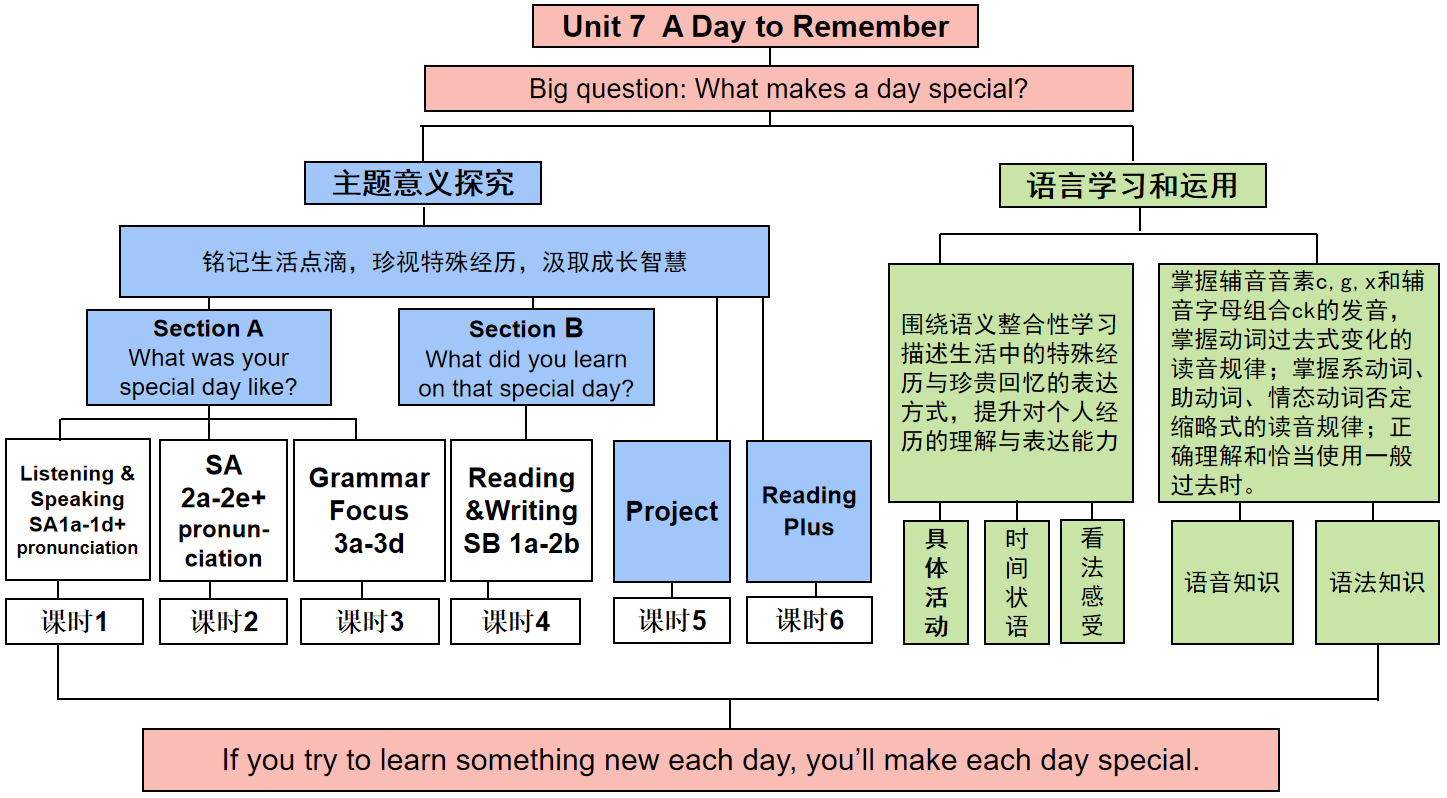 Unit 7  A Day to Remember
Big question: What makes a day special?
主题意义探究
铭记生活点滴，珍视特殊经历，汲取成长智慧
Section A
What was your
special day like?
Section B
What did you learn
on that special day?
Listening &
Speaking
SA1a-1d+
pronunciation
SA
2a-2e+
pronun-
ciation
Grammar
Focus
3a-3d
Reading
&Writing
SB 1a-2b
Project
Reading
Plus
课时1
课时2
课时3
课时4
课时5
课时6
语言学习和运用
围绕语义整合性学习
描述生活中的特殊经
历与珍贵回忆的表达
方式，提升对个人经
历的理解与表达能力
具
体
活
动
时
间
状
语
看
法
感
受
掌握辅音音素c,g,x和辅
音字母组合ck的发音，
掌握动词过去式变化的
读音规律；掌握系动词、
助动词、情态动词否定
缩略式的读音规律；正
确理解和恰当使用一般
过去时。
语音知识
语法知识
If you try to learn something new each day, you’ll make each day special.